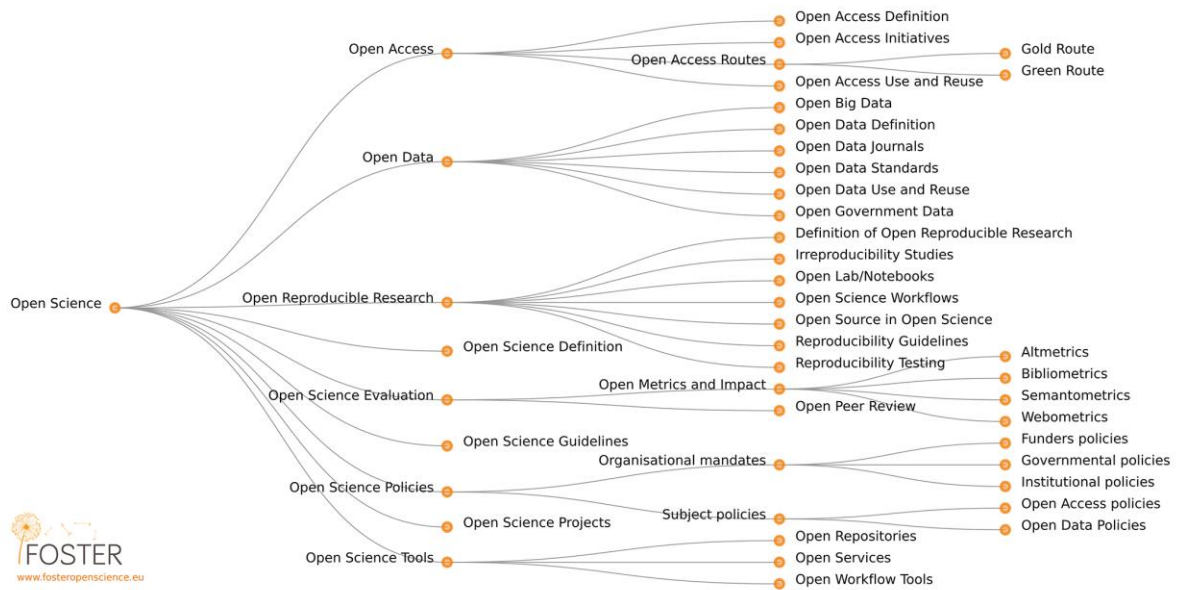 Open Science
Open Access
Open Access Definition
Open Access Initiatives
Open Access Routes
Gold Route
Green Route
Open Access Use and Reuse
Open Data
Open Big Data
Open Data Definition
Open Data Journals
Open Data Standards
Open Data Use and Reuse
Open Government Data
Open Reproducible Research
Definition of Open Reproducible Research
Irreproducibility Studies
Open Lab/Notebooks
Open Science Workflows
Open Source in Open Science
Reproducibility Guidelines
Reproducibility Testing
Open Science Definition
Open Science Evaluation
Open Metrics and Impact
Altmetrics
Bibliometrics
Semantometrics
Webometrics
Open Peer Review
Open Science Guidelines
Open Science Policies
Organisational mandates
Funders policies
Governmental policies
Institutional policies
Subject policies
Open Access policies
Open Data Policies
Open Science Projects
Open Science Tools
Open Repositories
Open Services
Open Workflow Tools
FOSTER
www.fosteropenscience.eu